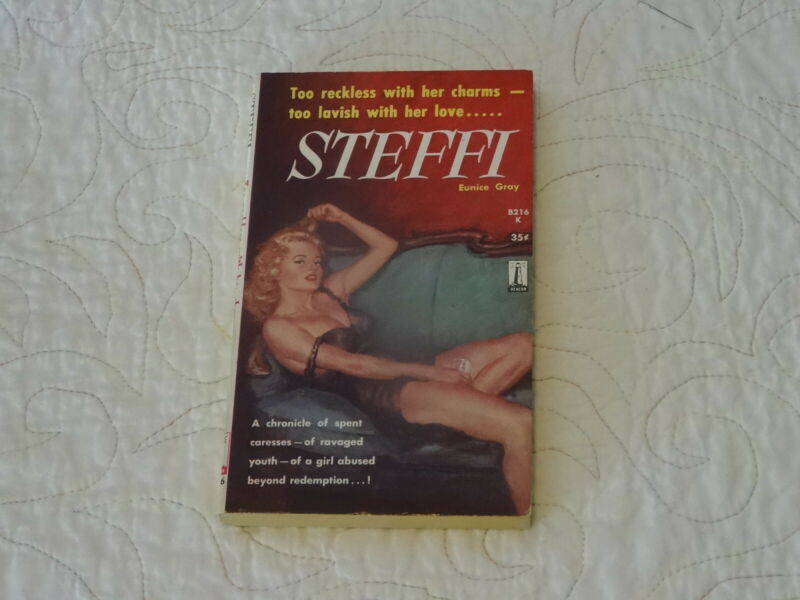 Too reckless with her charms —
too lavish with her love.....
STEFFI
Eunice Gray
B216
K
35¢
BEACON
A chronicle of spent
caresses—of ravaged
youth—of a girl abused
beyond redemption...!